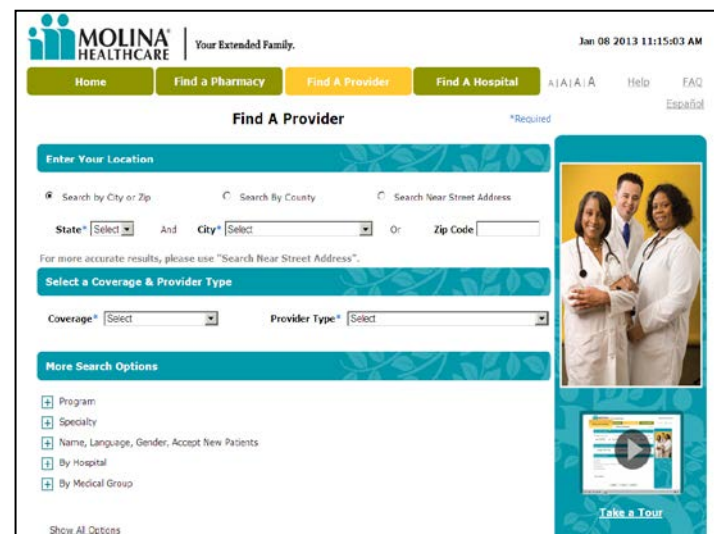 MOLINA
HEALTHCARE
Your Extended Family.
Jan 08 2013 11:15:03 AM
Home Find a Pharmacy Find A Provider Find A Hospital A|A|A|A Help FAQ
Español
Find A Provider *Required
Enter Your Location
Search by City or Zip Search By County Search Near Street Address
State* Select And City* Select Or Zip Code
For more accurate results, please use "Search Near Street Address".
Select a Coverage & Provider Type
Coverage* Select Provider Type* Select
More Search Options
+ Program
+ Specialty
+ Name, Language, Gender, Accept New Patients
+ By Hospital
+ By Medical Group
Take a Tour
Show All Options